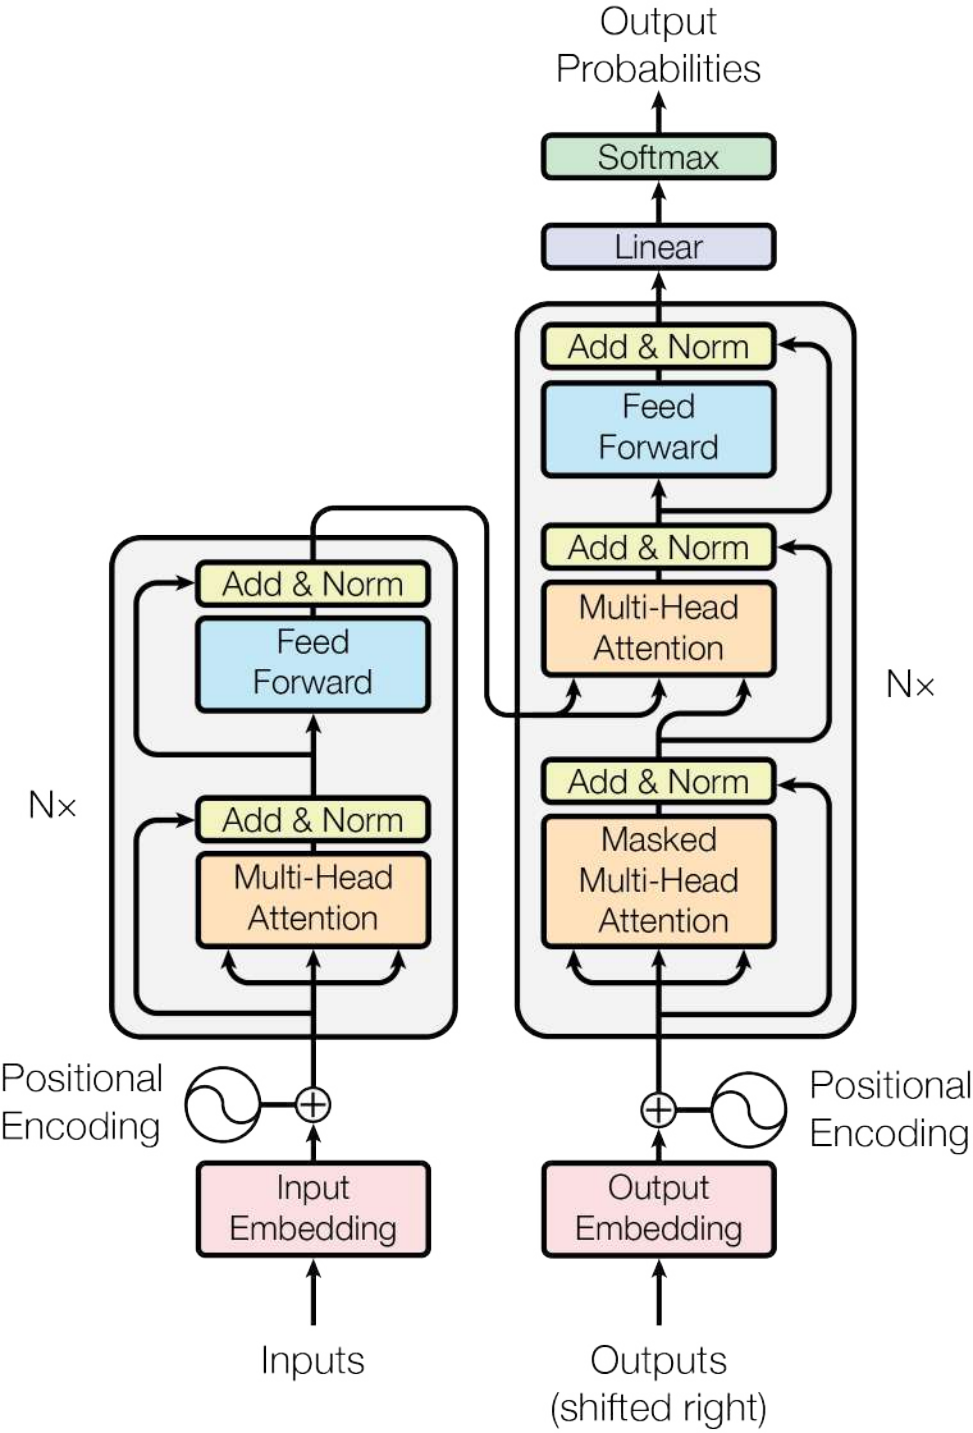 Output
Probabilities
Softmax
Linear
Add & Norm
Feed
Forward
Add & Norm
Multi-Head
Attention
Add & Norm
Masked
Multi-Head
Attention
Nx
Add & Norm
Feed
Forward
Add & Norm
Multi-Head
Attention
Nx
Positional
Encoding
Positional
Encoding
Input
Embedding
Output
Embedding
Inputs
Outputs
(shifted right)